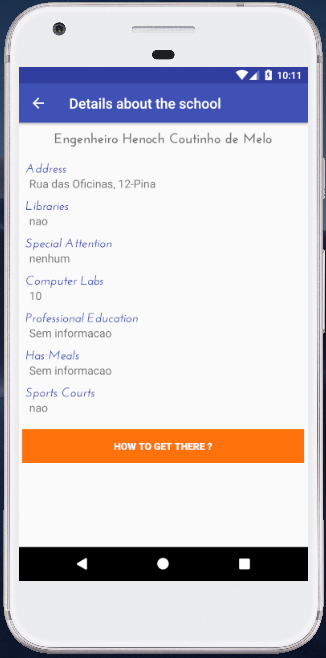 10:11
Details about the school
Engenheiro Henoch Coutinho de Melo
Address
Rua das Oficinas, 12-Pina
Libraries
nao
Special Attention
nenhum
Computer Labs
10
Professional Education
Sem informacao
Has Meals
Sem informacao
Sports Courts
nao
HOW TO GET THERE ?